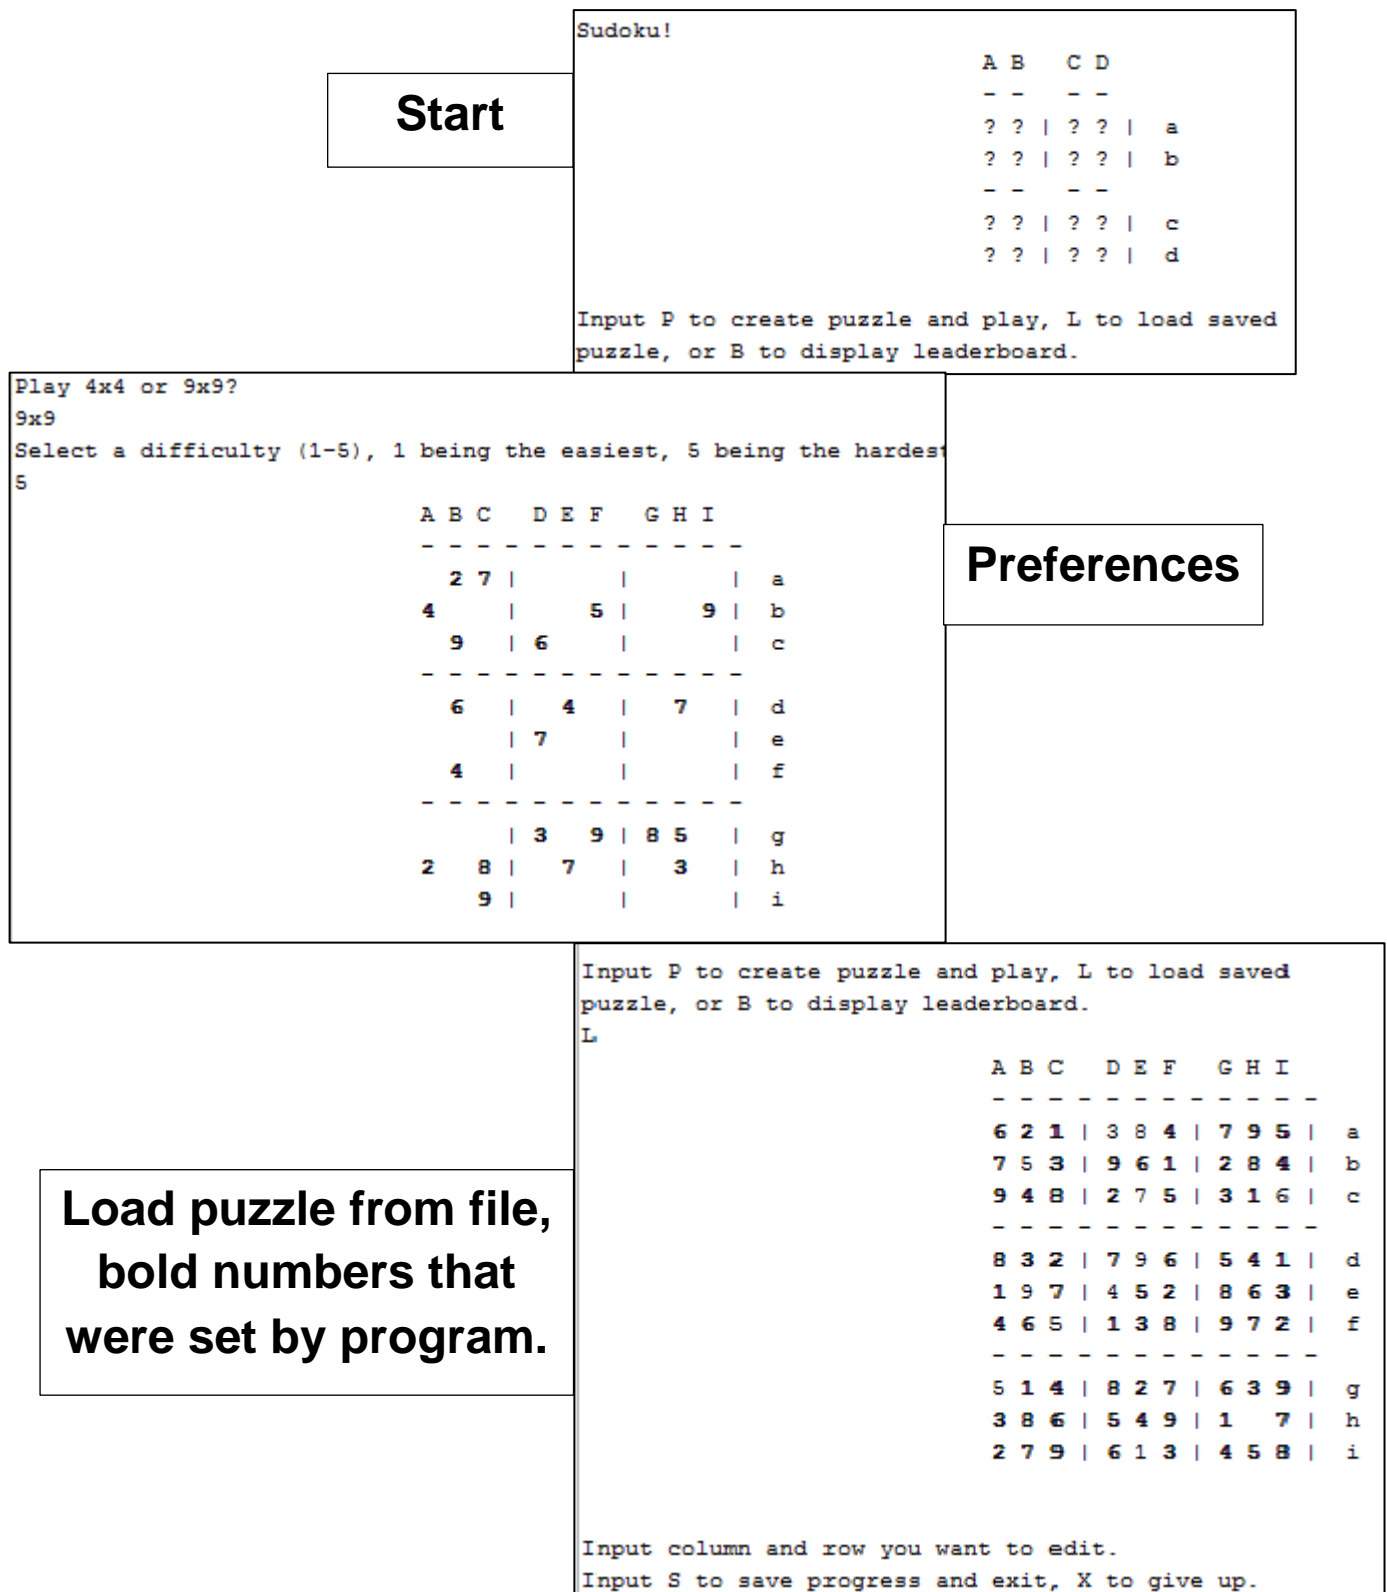 Sudoku!
A B   C D
- -   - -
? ? | ? ? |  a
? ? | ? ? |  b
- -   - -
? ? | ? ? |  c
? ? | ? ? |  d
Input P to create puzzle and play, L to load saved
puzzle, or B to display leaderboard.
Start
Play 4x4 or 9x9?
9x9
Select a difficulty (1-5), 1 being the easiest, 5 being the hardest
5
A B C   D E F   G H I
- - - - - - - - - - - -
  2 7 |       |       |  a
4     |     5 |     9 |  b
  9   | 6     |       |  c
- - - - - - - - - - - -
  6   |   4   |   7   |  d
      | 7     |       |  e
  4   |       |       |  f
- - - - - - - - - - - -
      | 3   9 | 8 5   |  g
2   8 |   7   |   3   |  h
    9 |       |       |  i
Preferences
Input P to create puzzle and play, L to load saved
puzzle, or B to display leaderboard.
L
A B C   D E F   G H I
- - - - - - - - - - - -
6 2 1 | 3 8 4 | 7 9 5 |  a
7 5 3 | 9 6 1 | 2 8 4 |  b
9 4 8 | 2 7 5 | 3 1 6 |  c
- - - - - - - - - - - -
8 3 2 | 7 9 6 | 5 4 1 |  d
1 9 7 | 4 5 2 | 8 6 3 |  e
4 6 5 | 1 3 8 | 9 7 2 |  f
- - - - - - - - - - - -
5 1 4 | 8 2 7 | 6 3 9 |  g
3 8 6 | 5 4 9 | 1   7 |  h
2 7 9 | 6 1 3 | 4 5 8 |  i
Input column and row you want to edit.
Input S to save progress and exit, X to give up.
Load puzzle from file,
bold numbers that
were set by program.